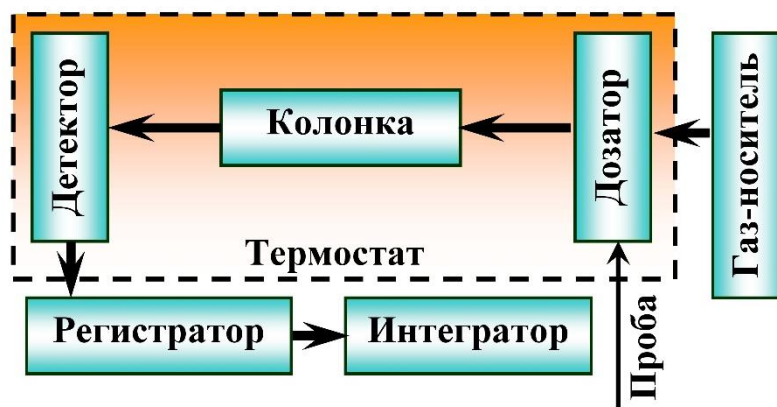 Детектор
Колонка
Дозатор
Газ-носитель
Термостат
Регистратор
Интегратор
Проба